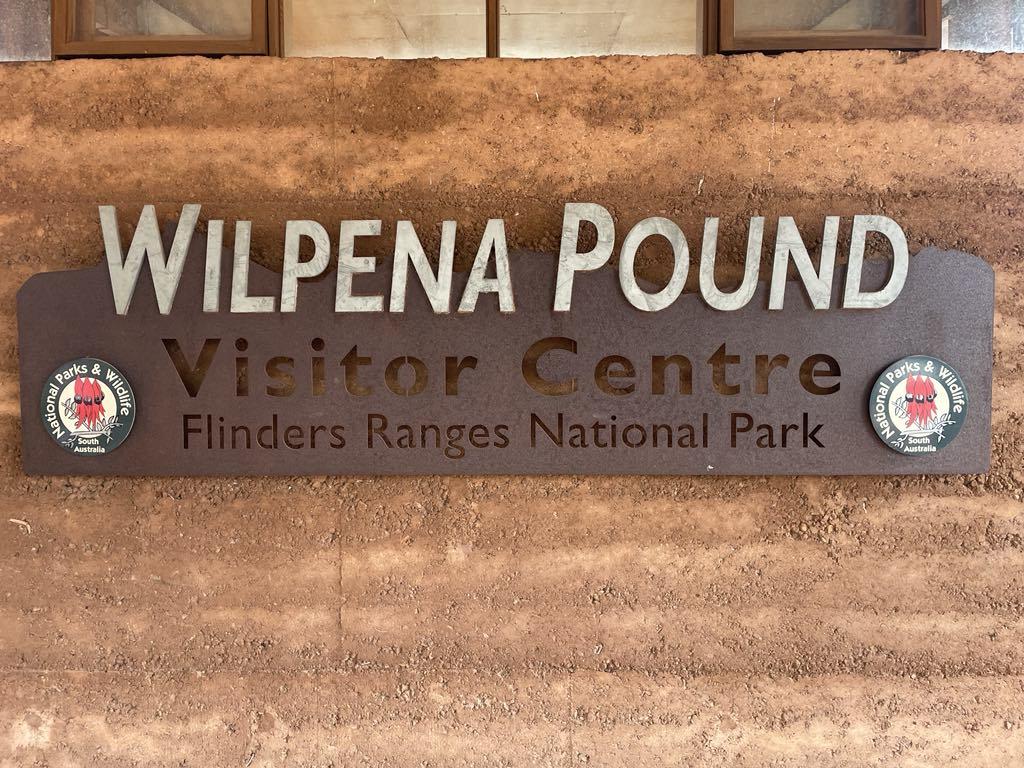 WILPENA POUND
Visitor Centre
Flinders Ranges National Park
National Parks & Wildlife
South
Australia
National Parks & Wildlife
South
Australia